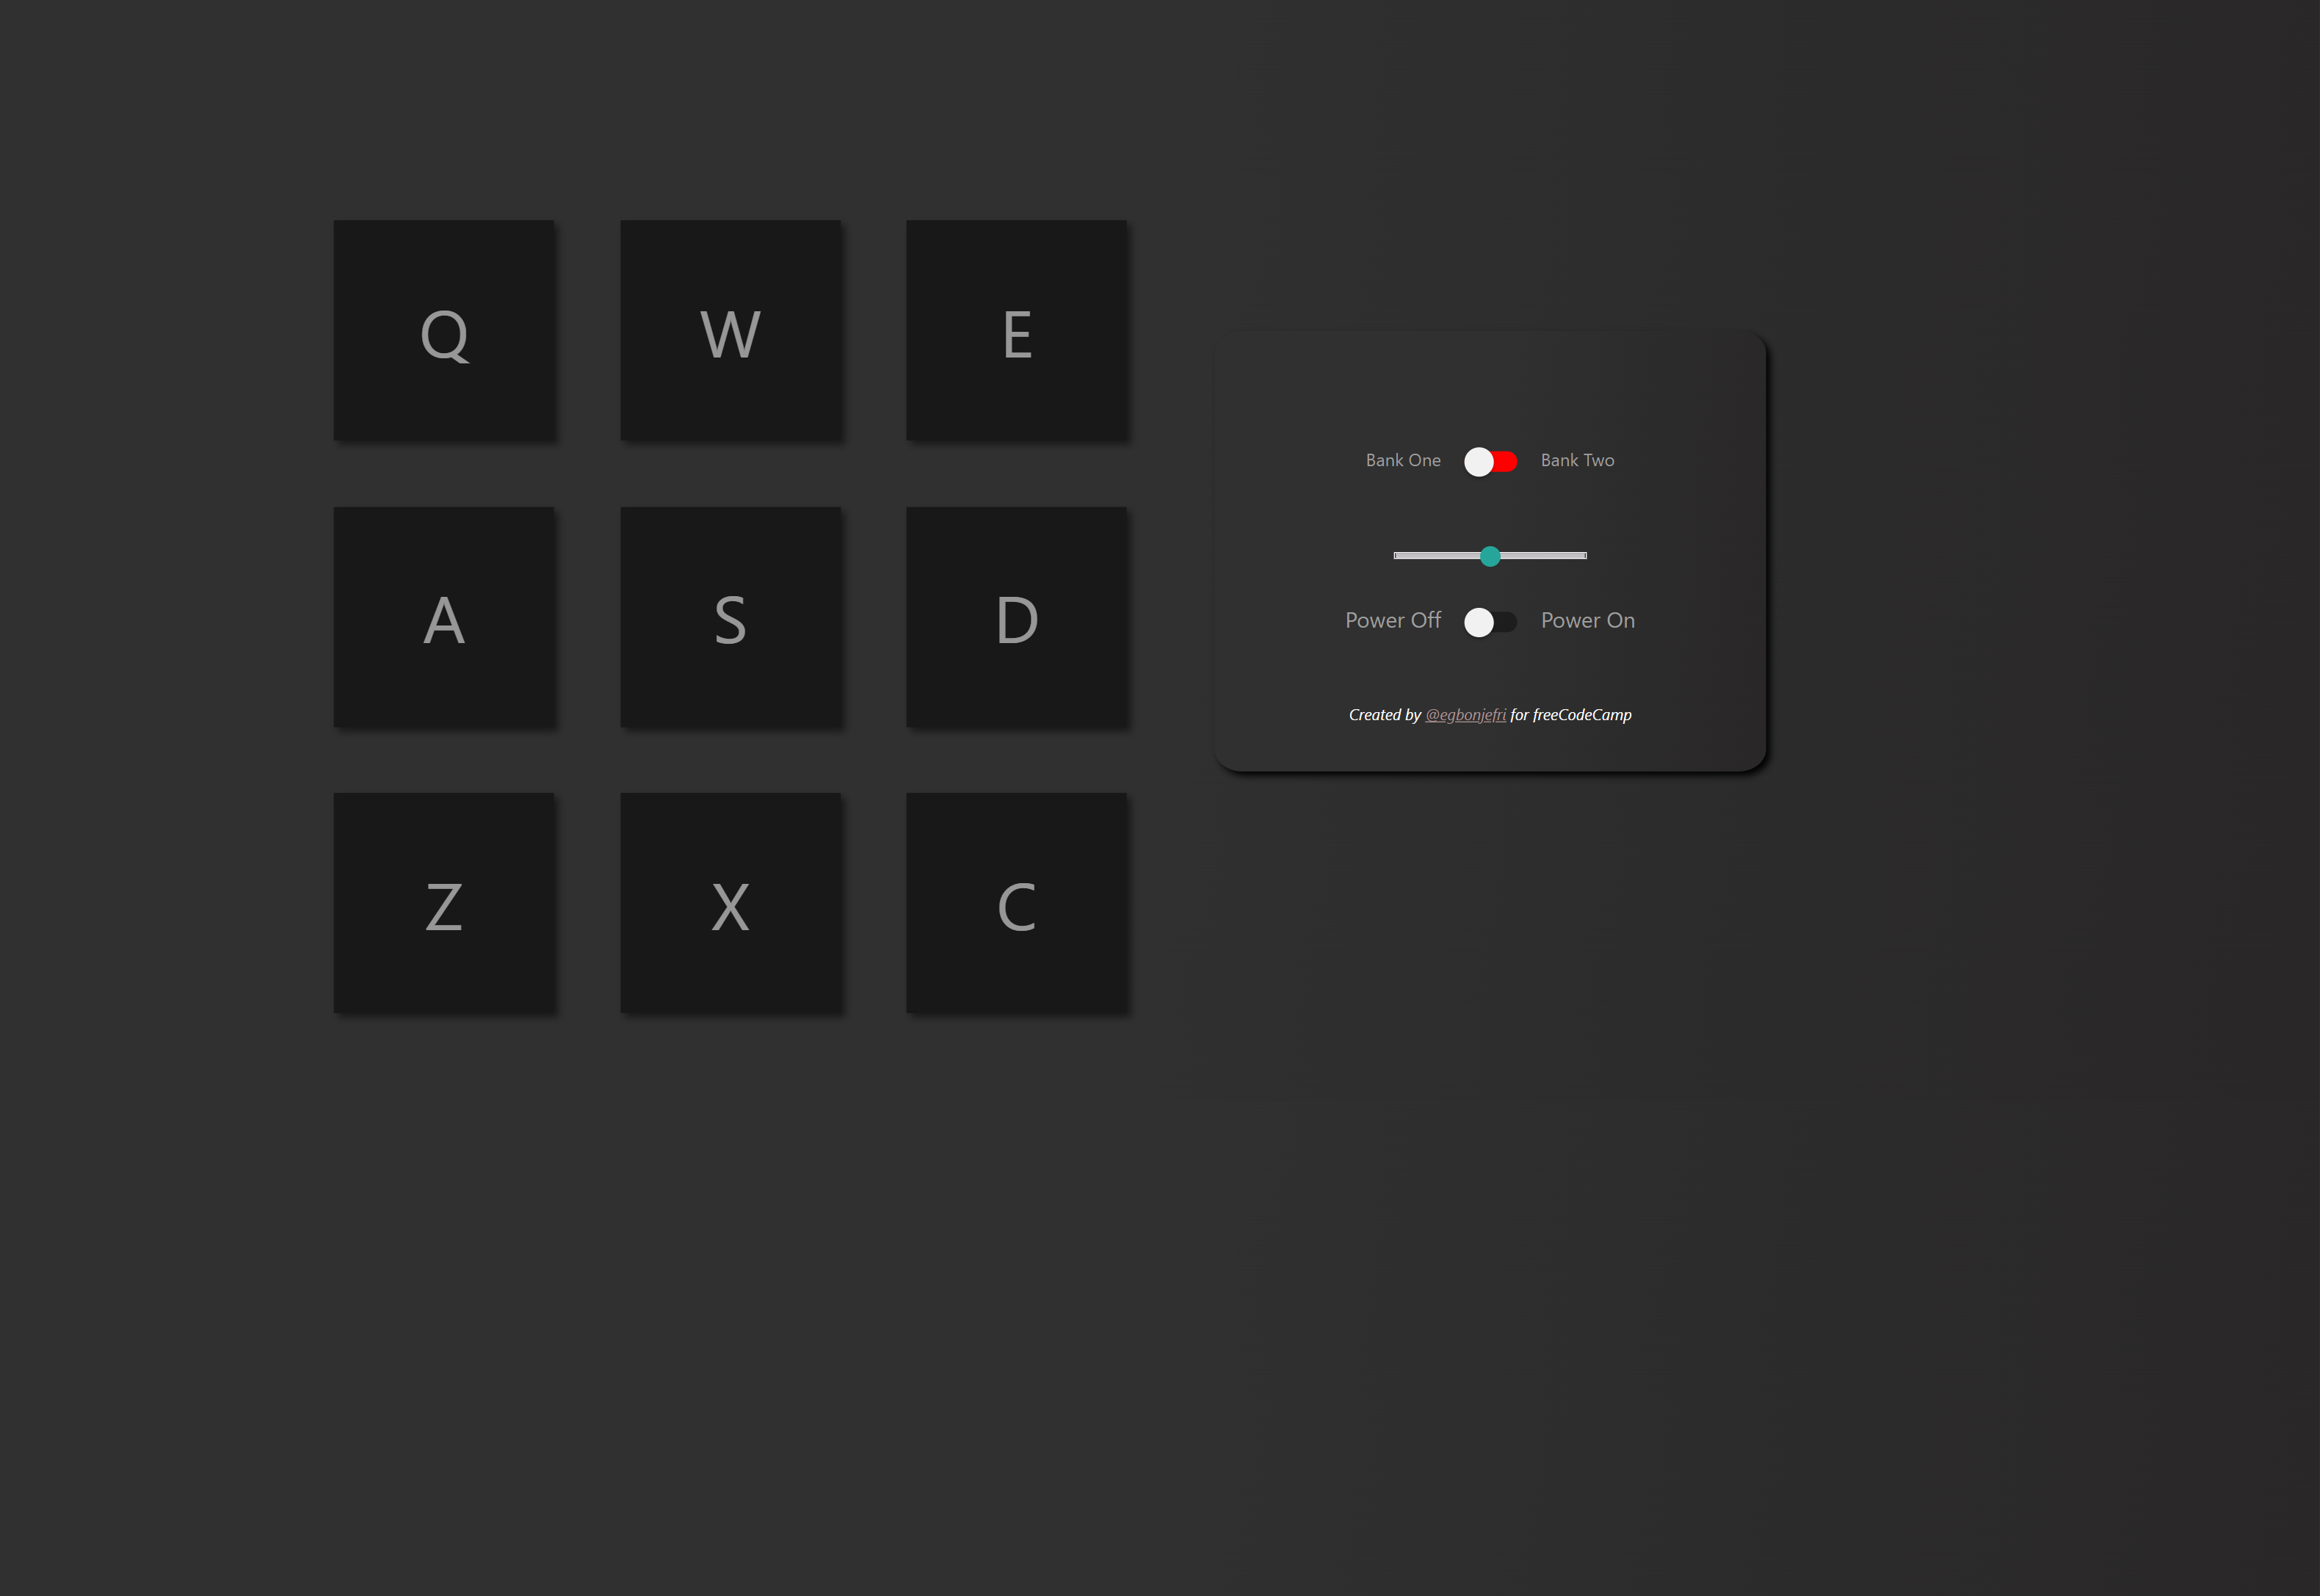 Q W E
A S D
Z X C
Bank One Bank Two
Power Off Power On
Created by @egbonjefri for freeCodeCamp